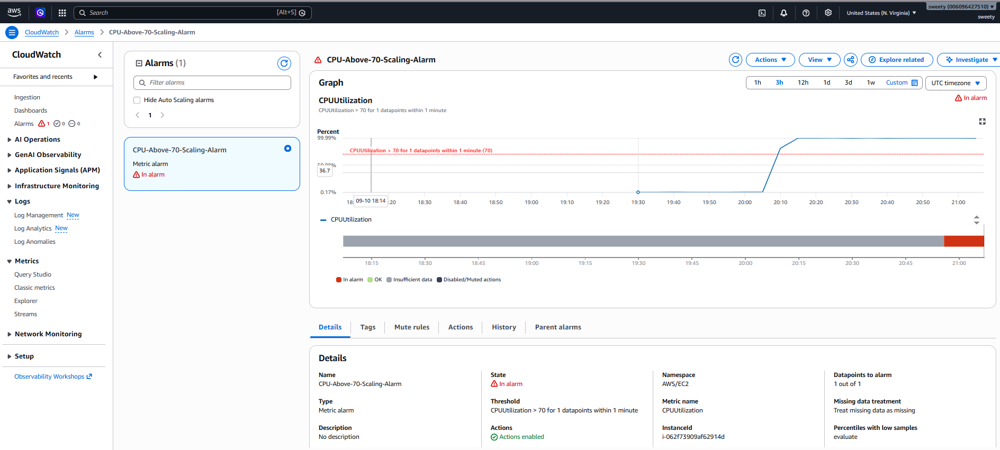 aws
Search [Alt+S]
United States (N. Virginia)
sweety (006096427510)
sweety
CloudWatch
Alarms
CPU-Above-70-Scaling-Alarm
CloudWatch
Favorites and recents
Ingestion
Dashboards
Alarms 1 0 0
AI Operations
GenAI Observability
Application Signals (APM)
Infrastructure Monitoring
Logs
Log Management New
Log Analytics New
Log Anomalies
Metrics
Query Studio
Classic metrics
Explorer
Streams
Network Monitoring
Setup
Observability Workshops
Alarms (1)
Filter alarms
Hide Auto Scaling alarms
1
CPU-Above-70-Scaling-Alarm
Metric alarm
In alarm
CPU-Above-70-Scaling-Alarm
Actions View Explore related Investigate
Graph
1h 3h 12h 1d 3d 1w Custom UTC timezone
CPUUtilization
In alarm
CPUUtilization > 70 for 1 datapoints within 1 minute
Percent
99.99%
CPUUtilization > 70 for 1 datapoints within 1 minute (70)
36.7
0.17%
09-10 18:14
18:30 18:40 18:50 19:00 19:10 19:20 19:30 19:40 19:50 20:00 20:10 20:20 20:30 20:40 20:50 21:00
CPUUtilization
18:15 18:30 18:45 19:00 19:15 19:30 19:45 20:00 20:15 20:30 20:45 21:00
In alarm OK Insufficient data Disabled/Muted actions
Details Tags Mute rules Actions History Parent alarms
Details
Name
CPU-Above-70-Scaling-Alarm
Type
Metric alarm
Description
No description
State
In alarm
Threshold
CPUUtilization > 70 for 1 datapoints within 1 minute
Actions
Actions enabled
Namespace
AWS/EC2
Metric name
CPUUtilization
InstanceId
i-062f73909af62914d
Datapoints to alarm
1 out of 1
Missing data treatment
Treat missing data as missing
Percentiles with low samples
evaluate